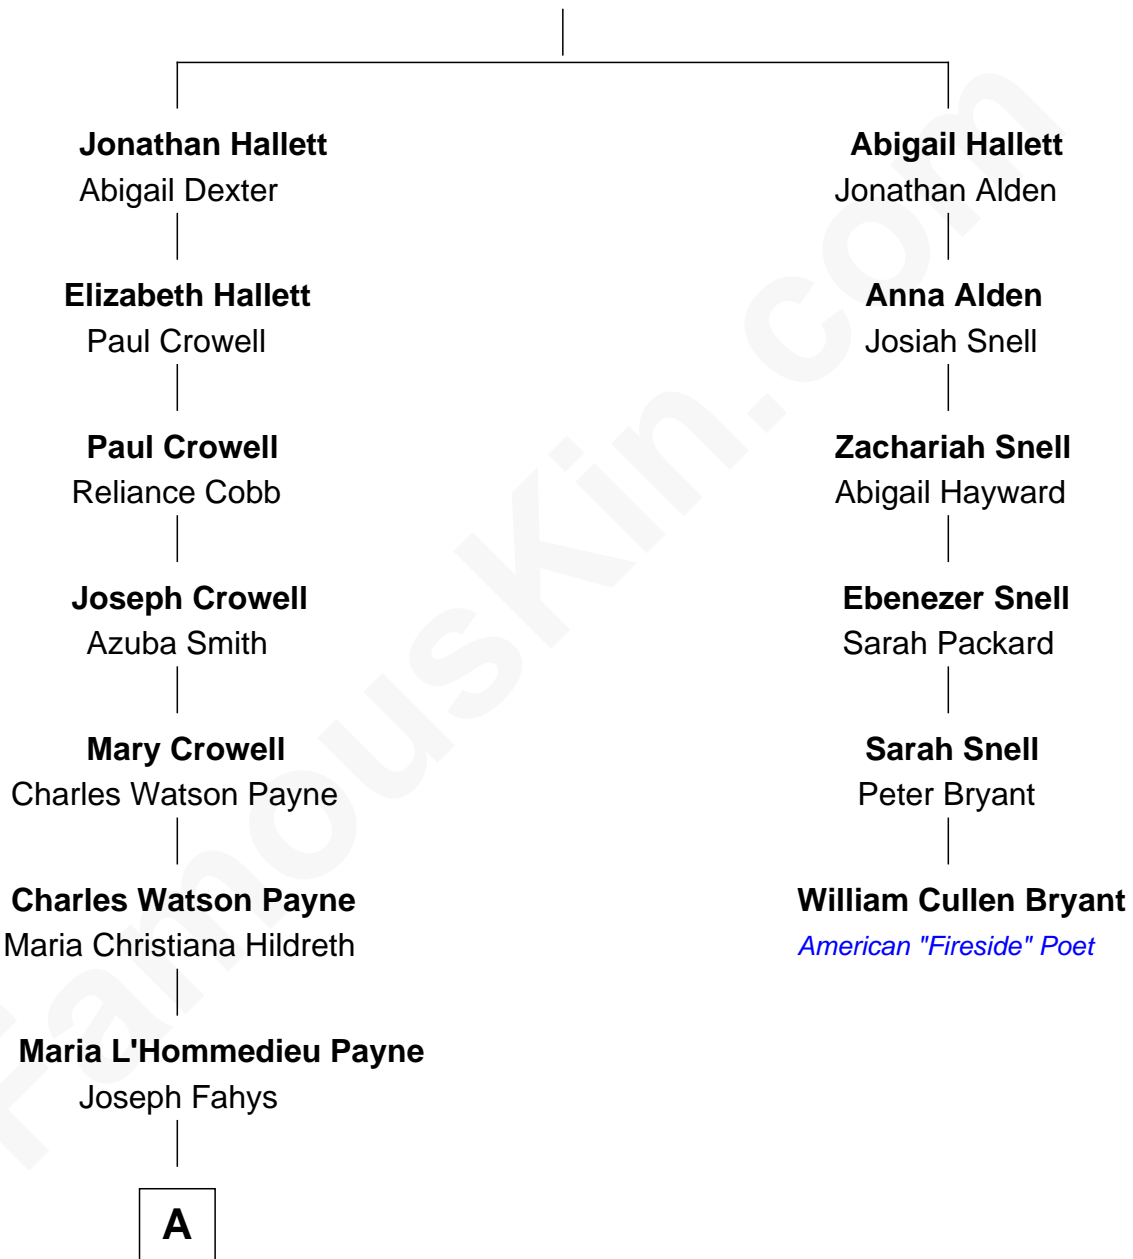 Jonathan Hallett
Abigail Dexter
Elizabeth Hallett
Paul Crowell
Paul Crowell
Reliance Cobb
Joseph Crowell
Azuba Smith
Mary Crowell
Charles Watson Payne
Charles Watson Payne
Maria Christiana Hildreth
Maria L'Hommedieu Payne
Joseph Fahys
A
Abigail Hallett
Jonathan Alden
Anna Alden
Josiah Snell
Zachariah Snell
Abigail Hayward
Ebenezer Snell
Sarah Packard
Sarah Snell
Peter Bryant
William Cullen Bryant
American "Fireside" Poet
FamousKin.com